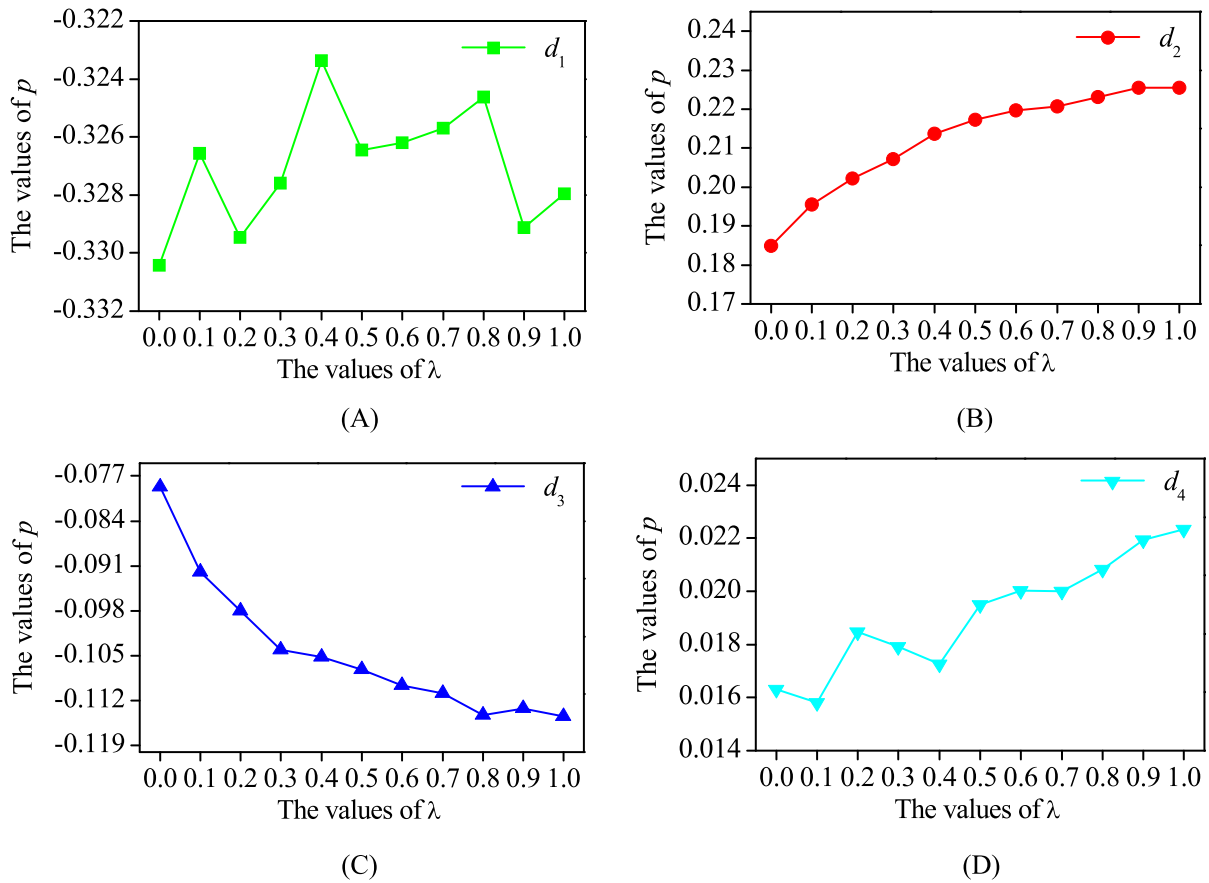 -0.322
-0.324
-0.326
-0.328
-0.330
-0.332
The values of p
d1
0.0 0.1 0.2 0.3 0.4 0.5 0.6 0.7 0.8 0.9 1.0
The values of λ
(A)
0.24
0.23
0.22
0.21
0.20
0.19
0.18
0.17
The values of p
d2
0.0 0.1 0.2 0.3 0.4 0.5 0.6 0.7 0.8 0.9 1.0
The values of λ
(B)
-0.077
-0.084
-0.091
-0.098
-0.105
-0.112
-0.119
The values of p
d3
0.0 0.1 0.2 0.3 0.4 0.5 0.6 0.7 0.8 0.9 1.0
The values of λ
(C)
0.024
0.022
0.020
0.018
0.016
0.014
The values of p
d4
0.0 0.1 0.2 0.3 0.4 0.5 0.6 0.7 0.8 0.9 1.0
The values of λ
(D)